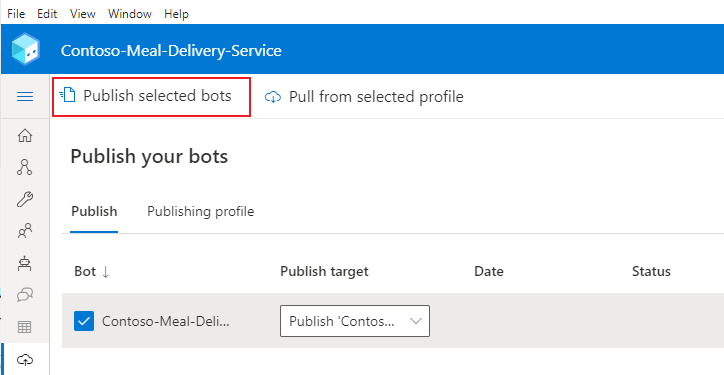 File Edit View Window Help
Contoso-Meal-Delivery-Service
Publish selected bots Pull from selected profile
Publish your bots
Publish Publishing profile
Bot ↓ Publish target Date Status
Contoso-Meal-Deli... Publish 'Contos...